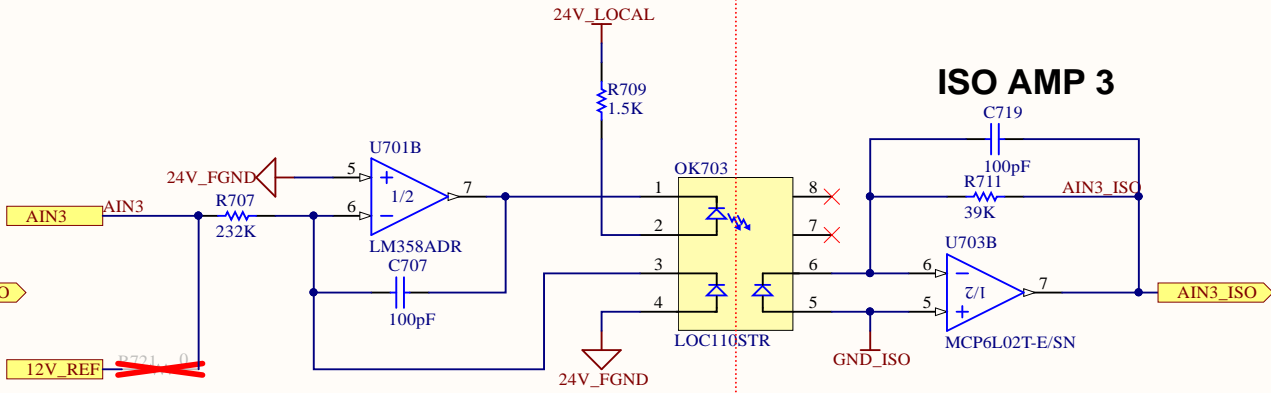 24V_LOCAL
R709
1.5K
ISO AMP 3
C719
100pF
R711
39K
AIN3_ISO
U701B
24V_FGND
5
1/2
7
6
LM358ADR
AIN3
AIN3
R707
232K
C707
100pF
O
12V_REF
R721
0
OK703
1
2
3
4
8
7
6
5
LOC110STR
24V_FGND
GND_ISO
U703B
6
5
1/2
7
MCP6L02T-E/SN
AIN3_ISO